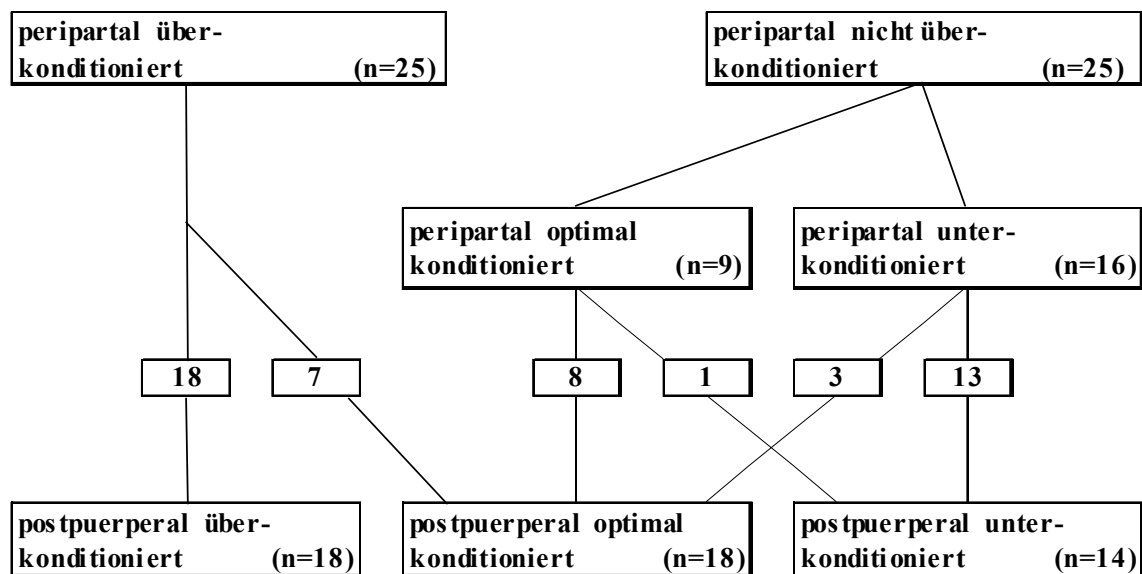 peripartal über-
konditioniert (n=25)
peripartal nicht über-
konditioniert (n=25)
peripartal optimal
konditioniert (n=9)
peripartal unter-
konditioniert (n=16)
18
7
8
1
3
13
postpuerperal über-
konditioniert (n=18)
postpuerperal optimal
konditioniert (n=18)
postpuerperal unter-
konditioniert (n=14)